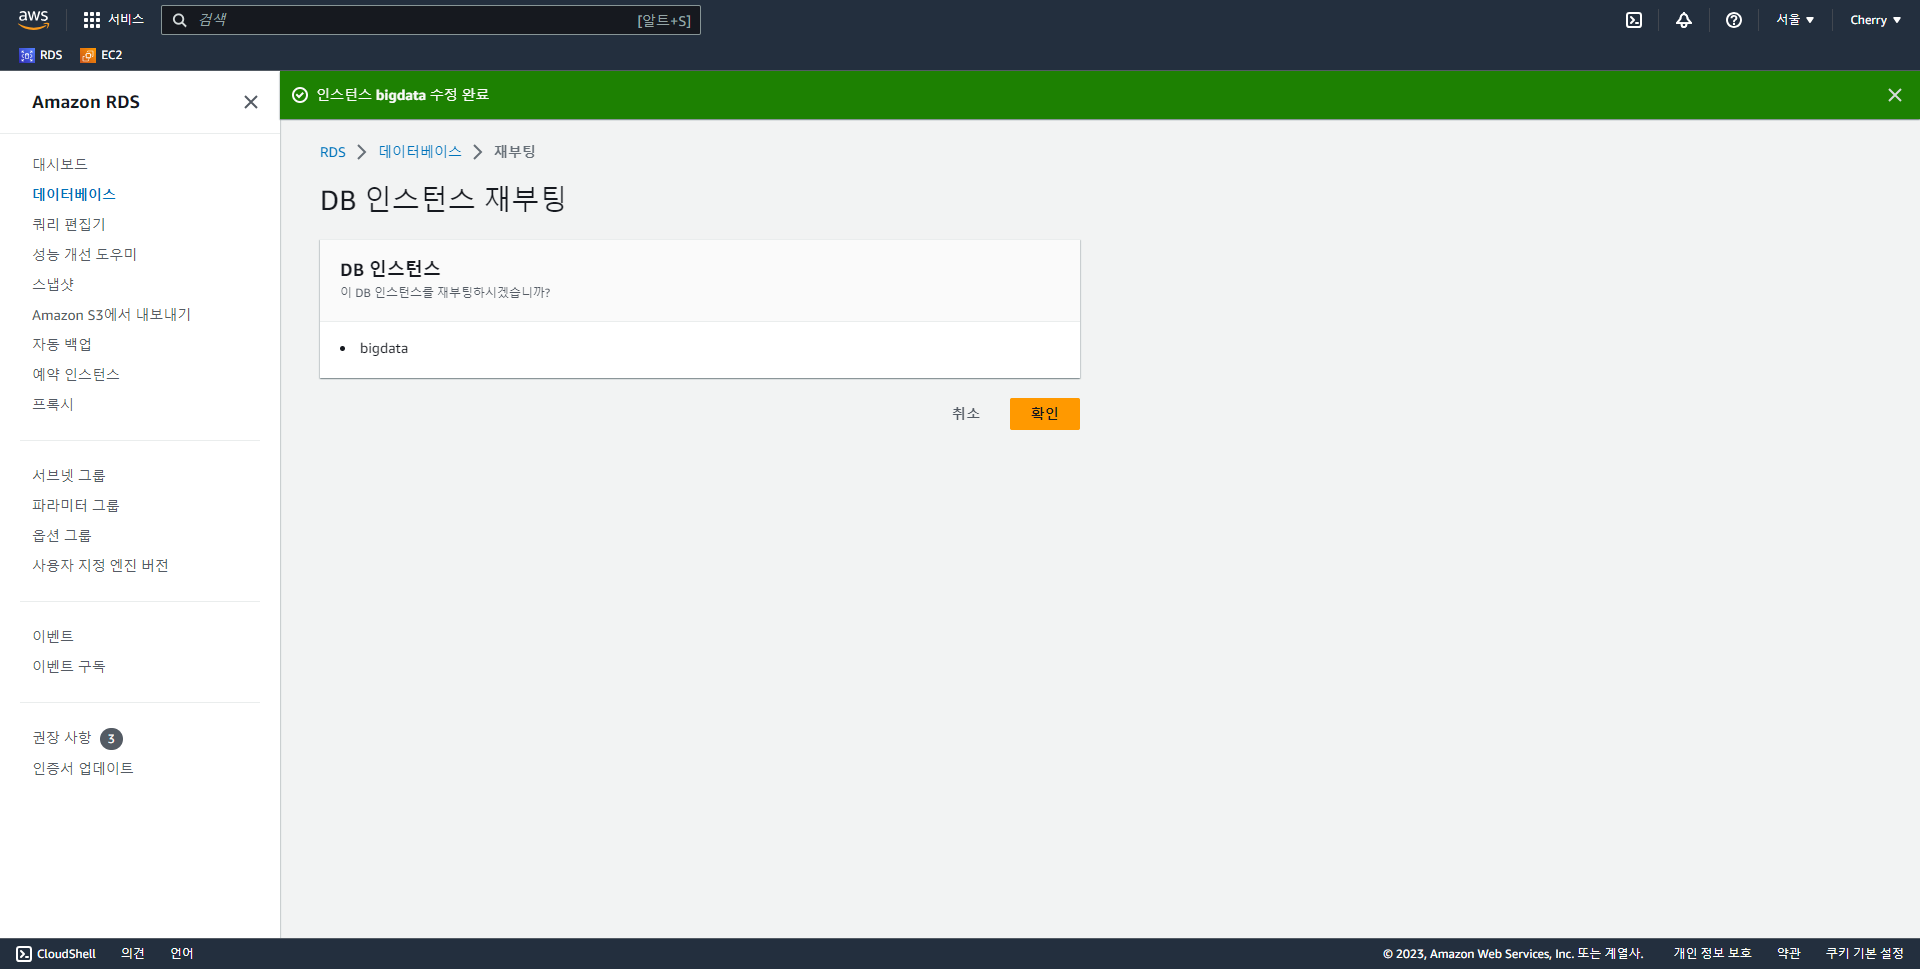 aws
서비스
검색
[알트+S]
서울
Cherry
RDS
EC2
Amazon RDS
대시보드
데이터베이스
쿼리 편집기
성능 개선 도우미
스냅샷
Amazon S3에서 내보내기
자동 백업
예약 인스턴스
프록시
서브넷 그룹
파라미터 그룹
옵션 그룹
사용자 지정 엔진 버전
이벤트
이벤트 구독
권장 사항 3
인증서 업데이트
인스턴스 bigdata 수정 완료
RDS > 데이터베이스 > 재부팅
DB 인스턴스 재부팅
DB 인스턴스
이 DB 인스턴스를 재부팅하시겠습니까?
• bigdata
취소
확인
CloudShell
의견
언어
© 2023, Amazon Web Services, Inc. 또는 계열사.
개인 정보 보호
약관
쿠키 기본 설정